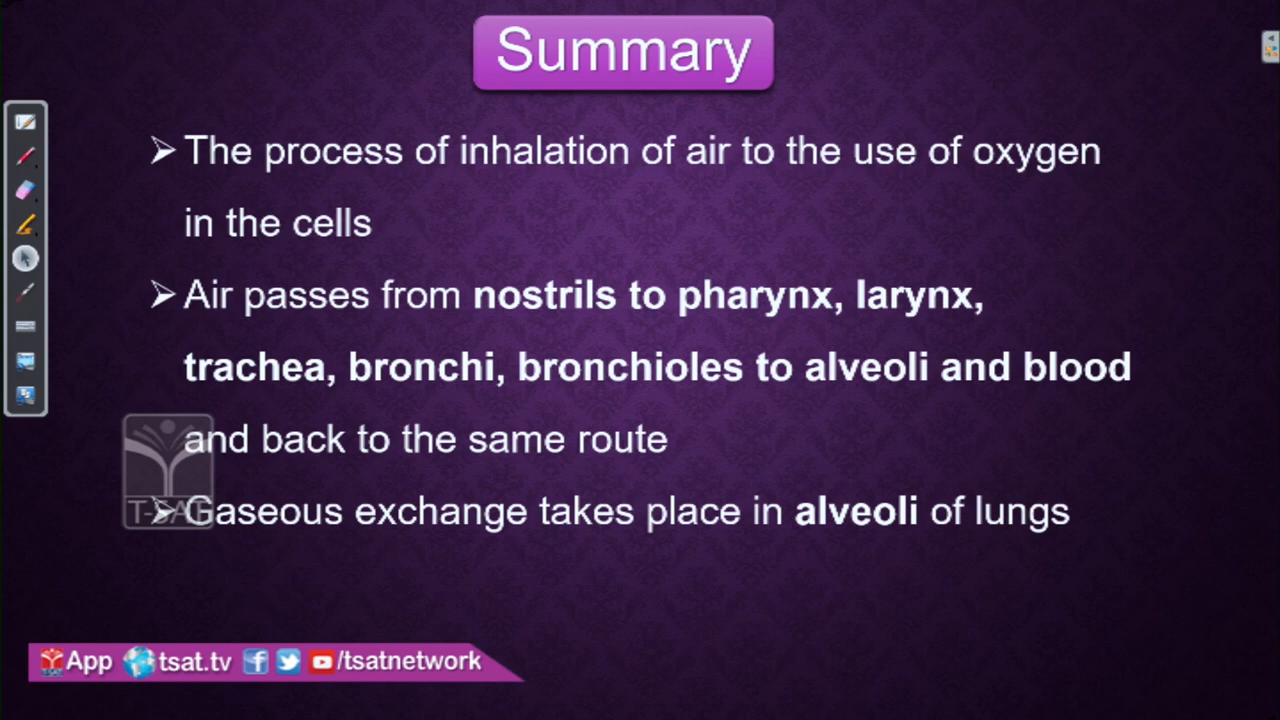 Summary
➢ The process of inhalation of air to the use of oxygen
in the cells
➢ Air passes from nostrils to pharynx, larynx,
trachea, bronchi, bronchioles to alveoli and blood
and back to the same route
➢ Gaseous exchange takes place in alveoli of lungs
T-SAT
App tsat.tv /tsatnetwork